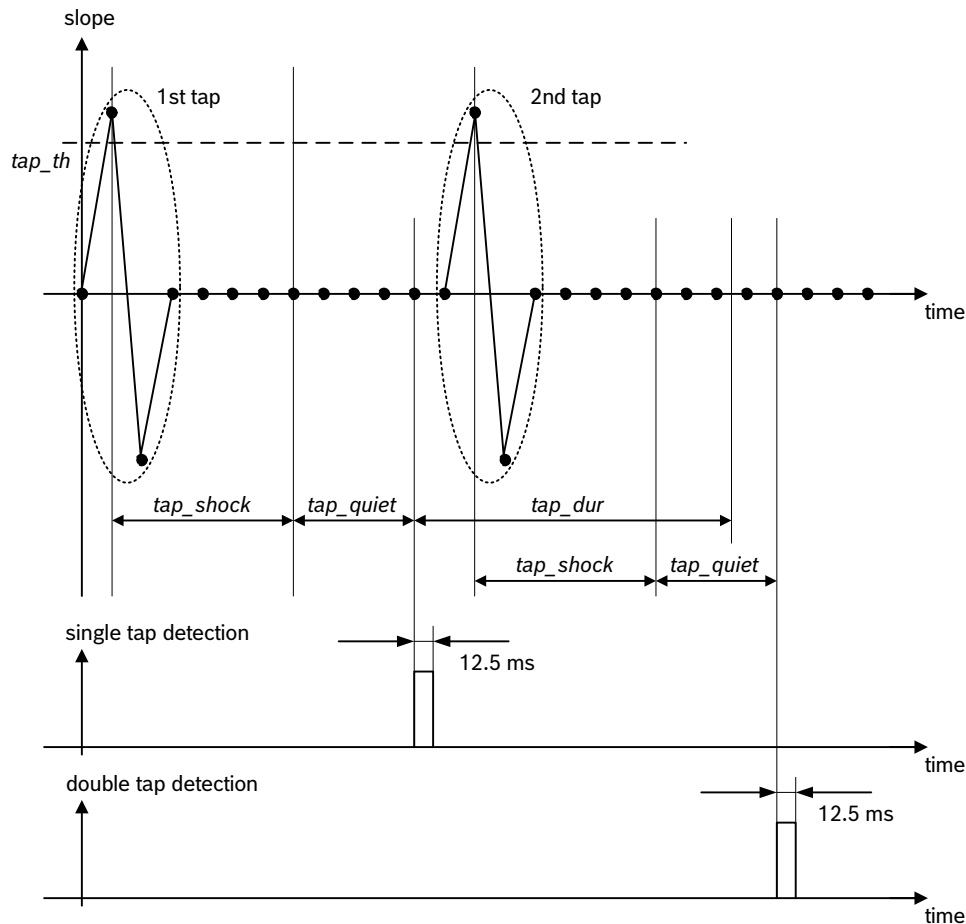 slope
1st tap
2nd tap
tap_th
time
tap_shock
tap_quiet
tap_dur
tap_shock
tap_quiet
single tap detection
12.5 ms
time
double tap detection
12.5 ms
time